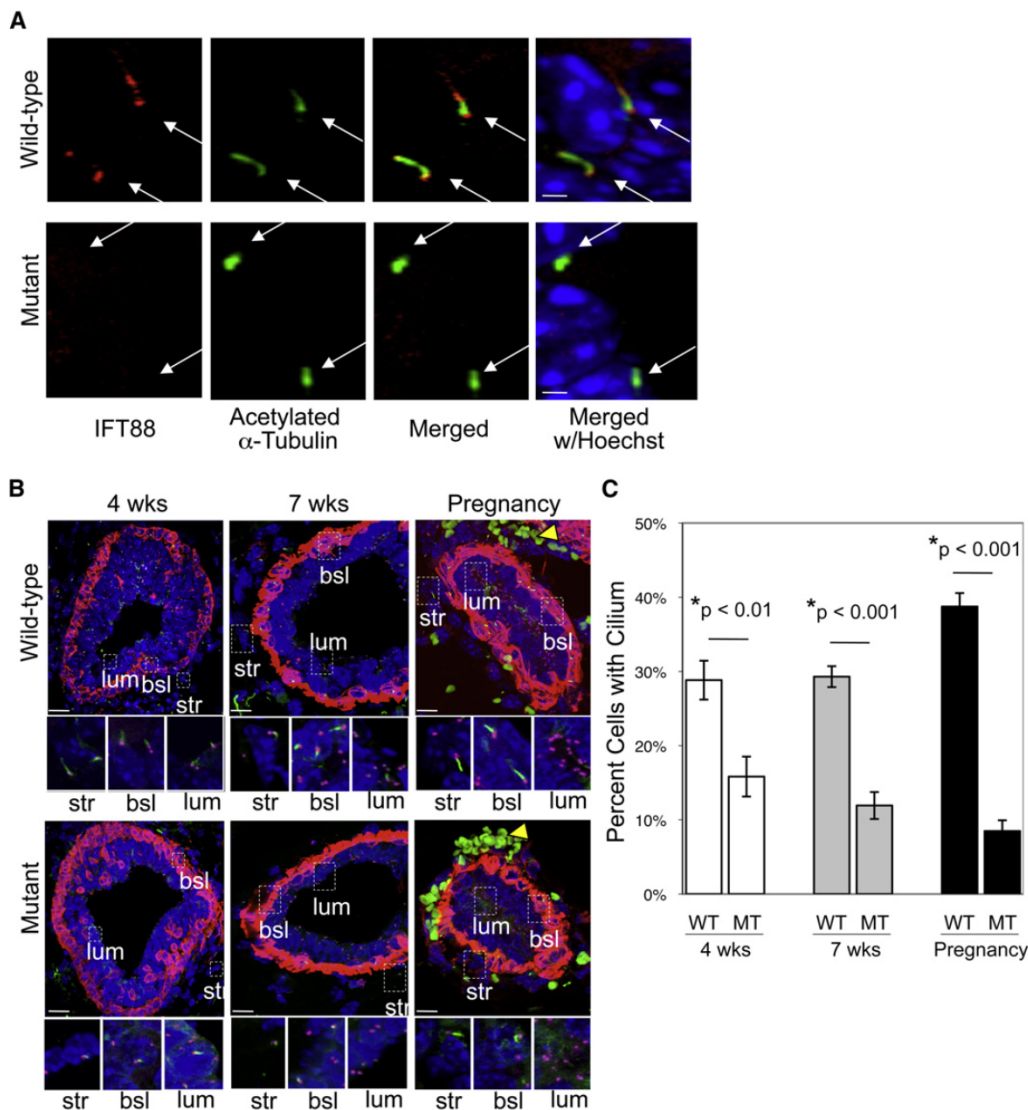 A
Wild-type
Mutant
IFT88
Acetylated
α-Tubulin
Merged
Merged
w/Hoechst
B
4 wks
7 wks
Pregnancy
Wild-type
lum
bsl
str
bsl
str
lum
str
lum
bsl
str bsl lum
str bsl lum
str bsl lum
Mutant
bsl
lum
str
bsl
lum
str
lum
bsl
str
str bsl lum
str bsl lum
str bsl lum
C
Percent Cells with Cilium
50%
40%
30%
20%
10%
0%
*p < 0.01
*p < 0.001
*p < 0.001
WT MT WT MT WT MT
4 wks 7 wks Pregnancy